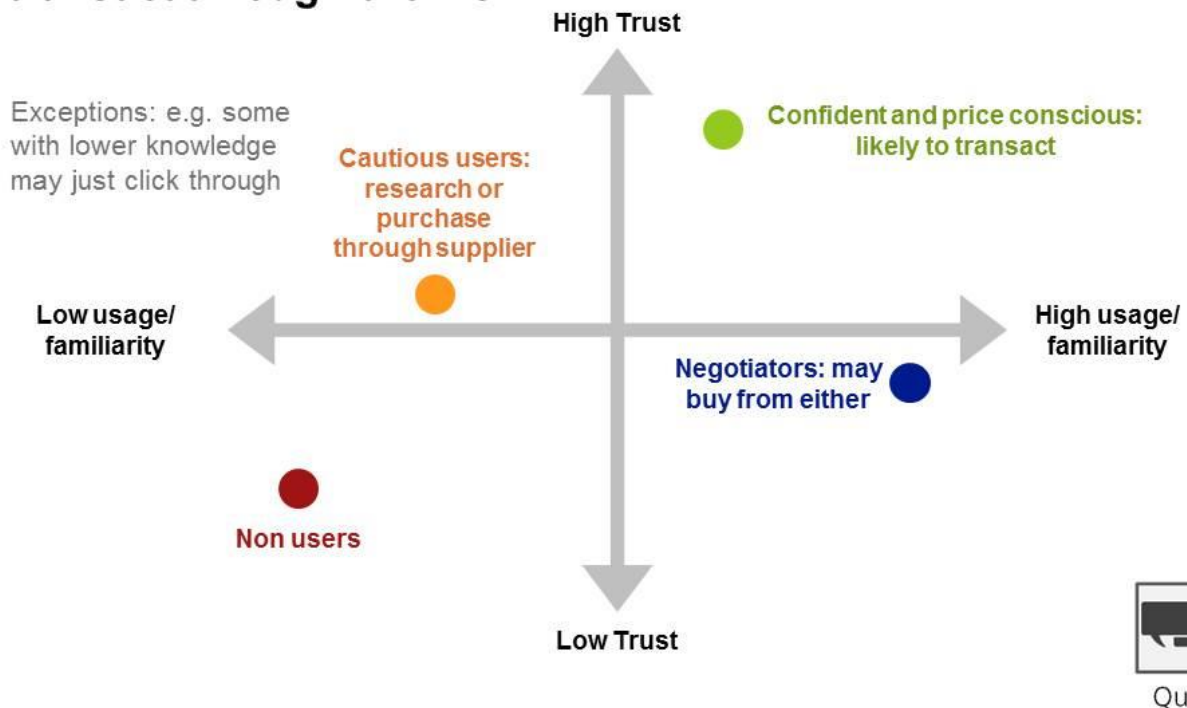 High Trust
Exceptions: e.g. some
with lower knowledge
may just click through
Confident and price conscious:
likely to transact
Cautious users:
research or
purchase
through supplier
Low usage/
familiarity
High usage/
familiarity
Negotiators: may
buy from either
Non users
Low Trust
Qu